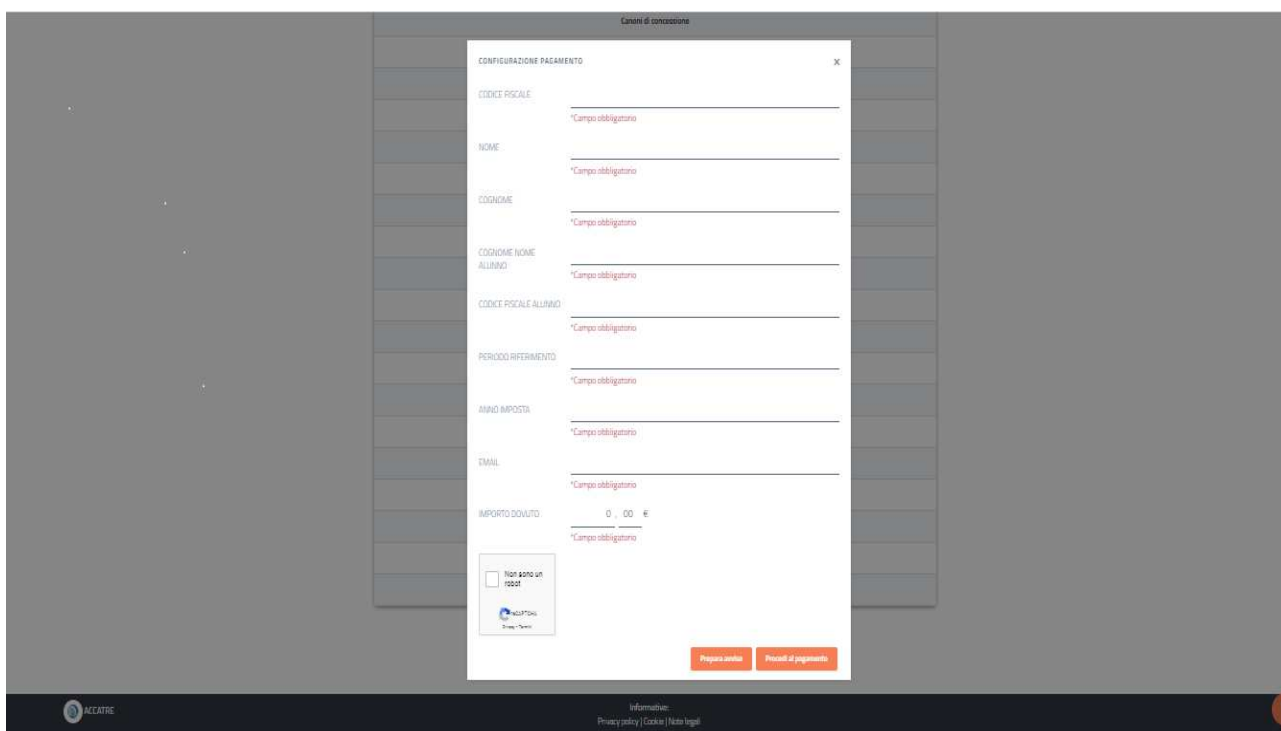 Canoni di concessione
CONFIGURAZIONE PAGAMENTO
x
CODICE FISCALE
*Campo obbligatorio
NOME
*Campo obbligatorio
COGNOME
*Campo obbligatorio
COGNOME NOME
ALUNNO
*Campo obbligatorio
CODICE FISCALE ALUNNO
*Campo obbligatorio
PERIODO RIFERIMENTO
*Campo obbligatorio
ANNO IMPOSTA
*Campo obbligatorio
EMAIL
*Campo obbligatorio
IMPORTO DOVUTO
0 , 00 €
*Campo obbligatorio
Non sono un
robot
reCAPTCHA
Privacy - Termini
Prepara avviso
Procedi al pagamento
ACCATRE
Informative:
Privacy policy | Cookie | Note legali